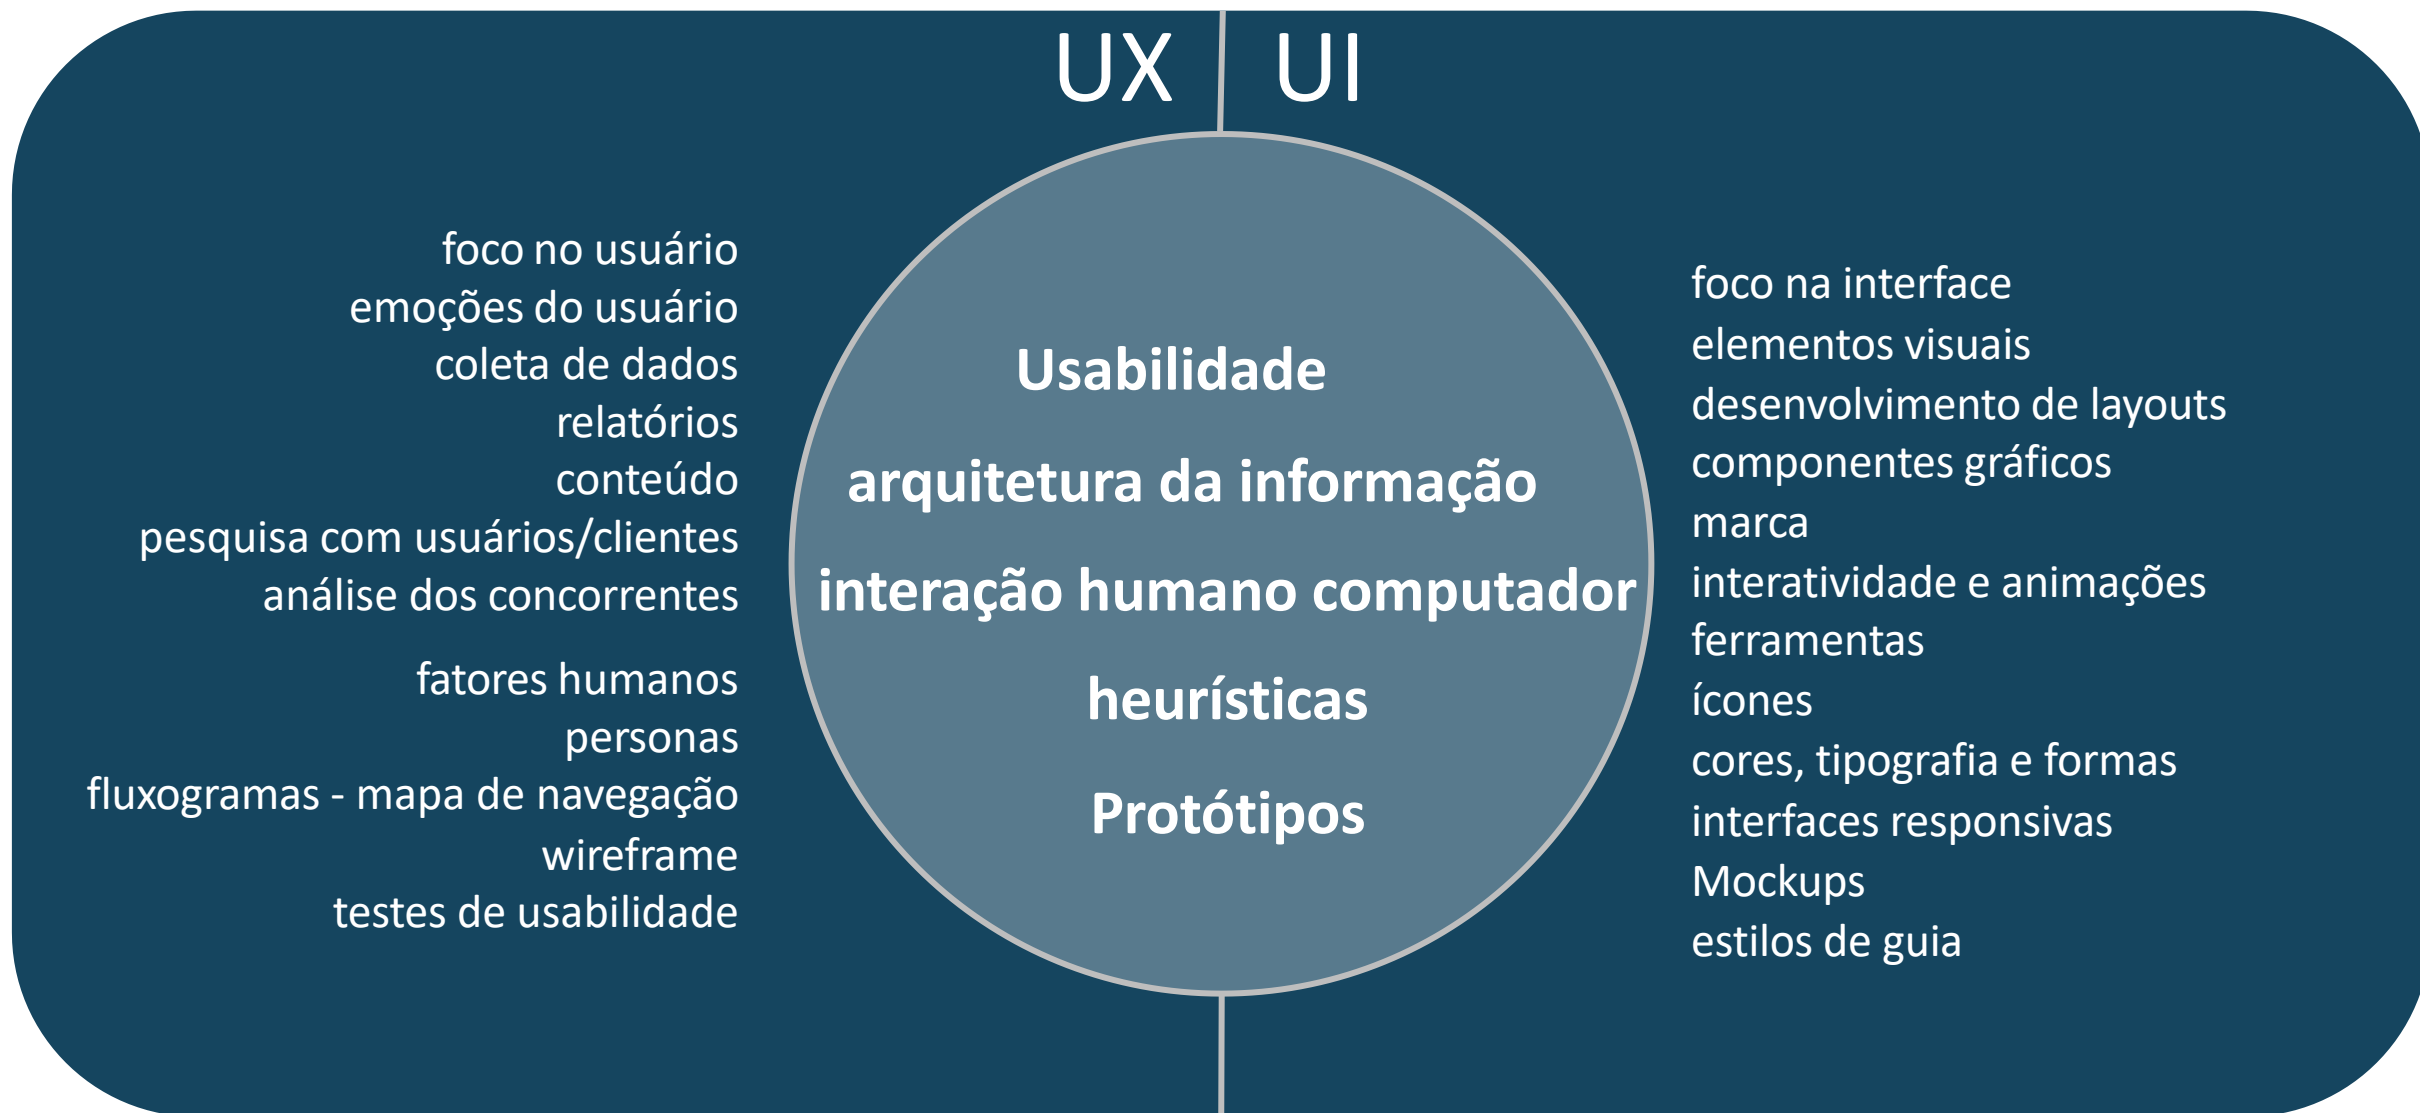 UX
UI
foco no usuário
emoções do usuário
coleta de dados
relatórios
conteúdo
pesquisa com usuários/clientes
análise dos concorrentes
fatores humanos
personas
fluxogramas - mapa de navegação
wireframe
testes de usabilidade
Usabilidade
arquitetura da informação
interação humano computador
heurísticas
Protótipos
foco na interface
elementos visuais
desenvolvimento de layouts
componentes gráficos
marca
interatividade e animações
ferramentas
ícones
cores, tipografia e formas
interfaces responsivas
Mockups
estilos de guia